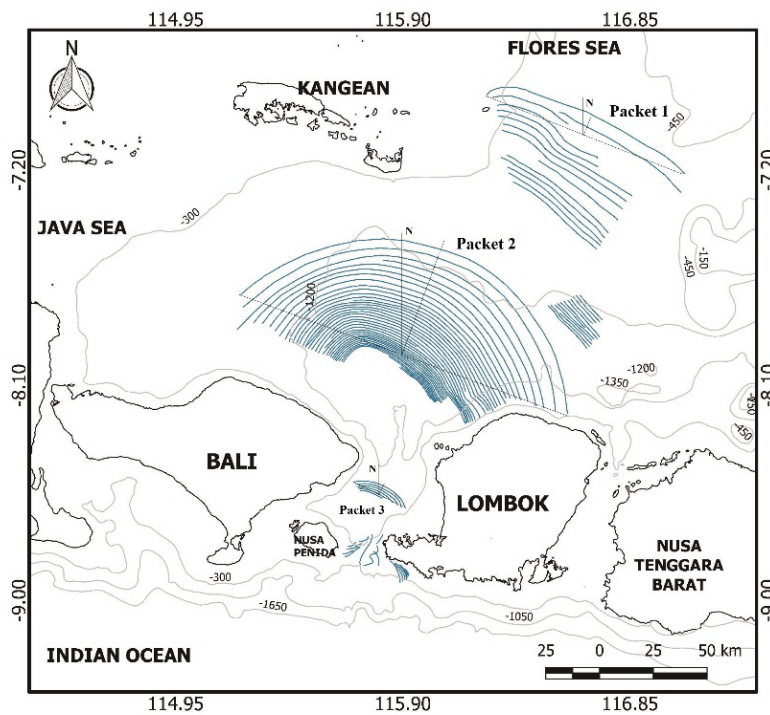 114.95 115.90 116.85
N
FLORES SEA
KANGEAN
N
Packet 1
-450
-7.20 -7.20
-300
JAVA SEA
N
Packet 2
-150
-450
-1200
-1200
-1350
-8.10 -8.10
-450
-450
BALI
N
LOMBOK
Packet 3
NUSA
PENIDA
NUSA
TENGGARA
BARAT
-300
-9.00 -9.00
-1650
-1050
INDIAN OCEAN
25 0 25 50 km
114.95 115.90 116.85